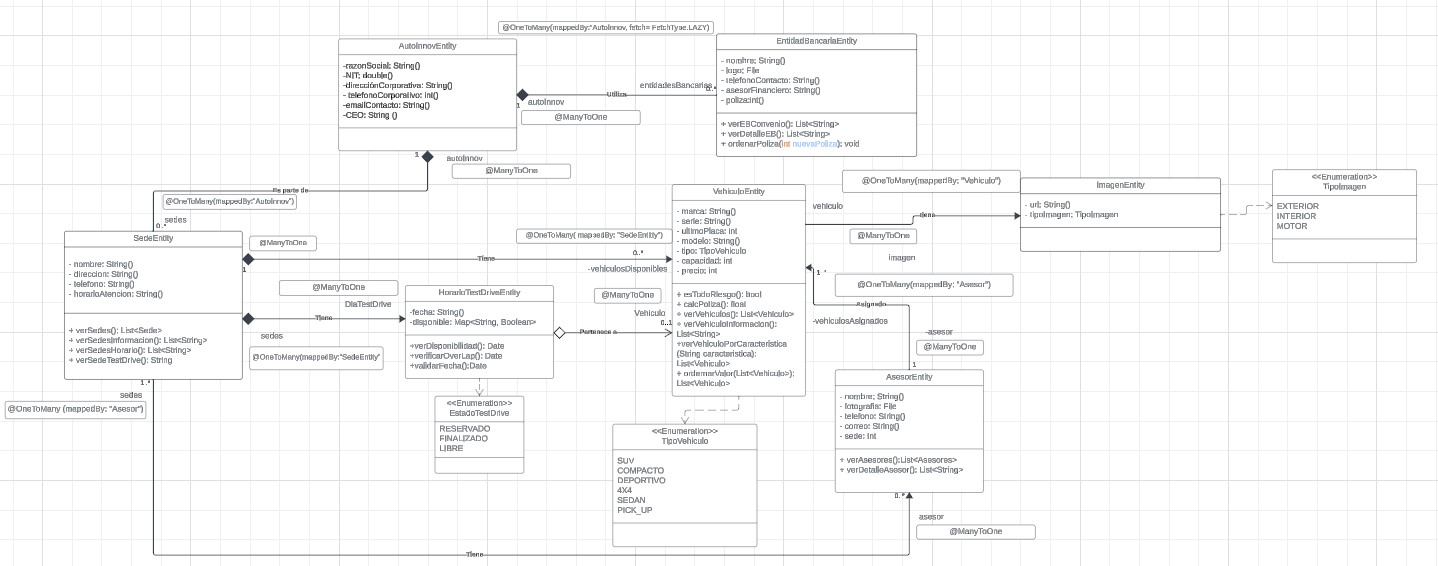 @OneToMany(mappedBy:"AutoInnov, fetch= FetchType.LAZY)
AutoInnovEntity
-razonSocial: String()
-NIT: double()
-direcciónCorporativa: String()
- telefonoCorporativo: int()
-emailContacto: String()
-CEO: String ()
EntidadBancariaEntity
- nombre: String()
- logo: File
- telefonoContacto: String()
- asesorFinanciero: String()
- poliza:int()
+ verEBConvenio(): List<String>
+ verDetalleEB(): List<String>
+ ordenarPoliza(int nuevaPoliza): void
entidadesBancarias
0..*
Utiliza
1
autoInnov
@ManyToOne
1
autoInnov
@ManyToOne
Es parte de
@OneToMany(mappedBy:"AutoInnov")
sedes
0..*
SedeEntity
- nombre: String()
- direccion: String()
- telefono: String()
- horarioAtencion: String()
+ verSedes(): List<Sede>
+ verSedesInformacion(): List<String>
+ verSedesHorario(): List<String>
+ verSedeTestDrive(): String
@ManyToOne
1
Tiene
@OneToMany( mappedBy: "SedeEntitiy")
0..*
-vehiculosDisponibles
@ManyToOne
DiaTestDrive
Tiene
sedes
@OneToMany(mappedBy:"SedeEntity"
HorarioTestDriveEntity
-fecha: String()
-disponible: Map<String, Boolean>
+verDisponibilidad(): Date
+verificarOverLap(): Date
+validarFecha();Date
@ManyToOne
Vehiculo
0..1
Pertenece a
<<Enumeration>>
EstadoTestDrive
RESERVADO
FINALIZADO
LIBRE
VehiculoEntity
- marca: String()
- serie: String()
- ultimoPlaca: int
- modelo: String()
- tipo: TipoVehiculo
- capacidad: int
- precio: int
+ esTodoRiesgo(): bool
+ calcPoliza(): float
+ verVehiculos(): List<Vehiculo>
+ verVehiculoInformacion():
List<String>
+verVehiculoPorCaracteristica
(String caracteristica):
List<Vehiculo>
+ ordernarValor(List<Vehiculo>):
List<Vehiculo>
<<Enumeration>>
TipoVehiculo
SUV
COMPACTO
DEPORTIVO
4X4
SEDAN
PICK_UP
@OneToMany(mappedBy: "Vehiculo")
vehiculo
tiene
@ManyToOne
imagen
ImagenEntity
- url: String()
- tipoImagen: TipoImagen
<<Enumeration>>
TipoImagen
EXTERIOR
INTERIOR
MOTOR
1..*
@OneToMany(mappedBy: "Asesor")
Asignado
-vehiculosAsignados
-asesor
@ManyToOne
1
AsesorEntity
- nombre: String()
- fotografia: File
- telefono: String()
- correo: String()
- sede: int
+ verAsesores():List<Asesores>
+ verDetalleAsesor(): List<String>
0..*
asesor
@ManyToOne
1..*
sedes
@OneToMany (mappedBy: "Asesor")
Tiene